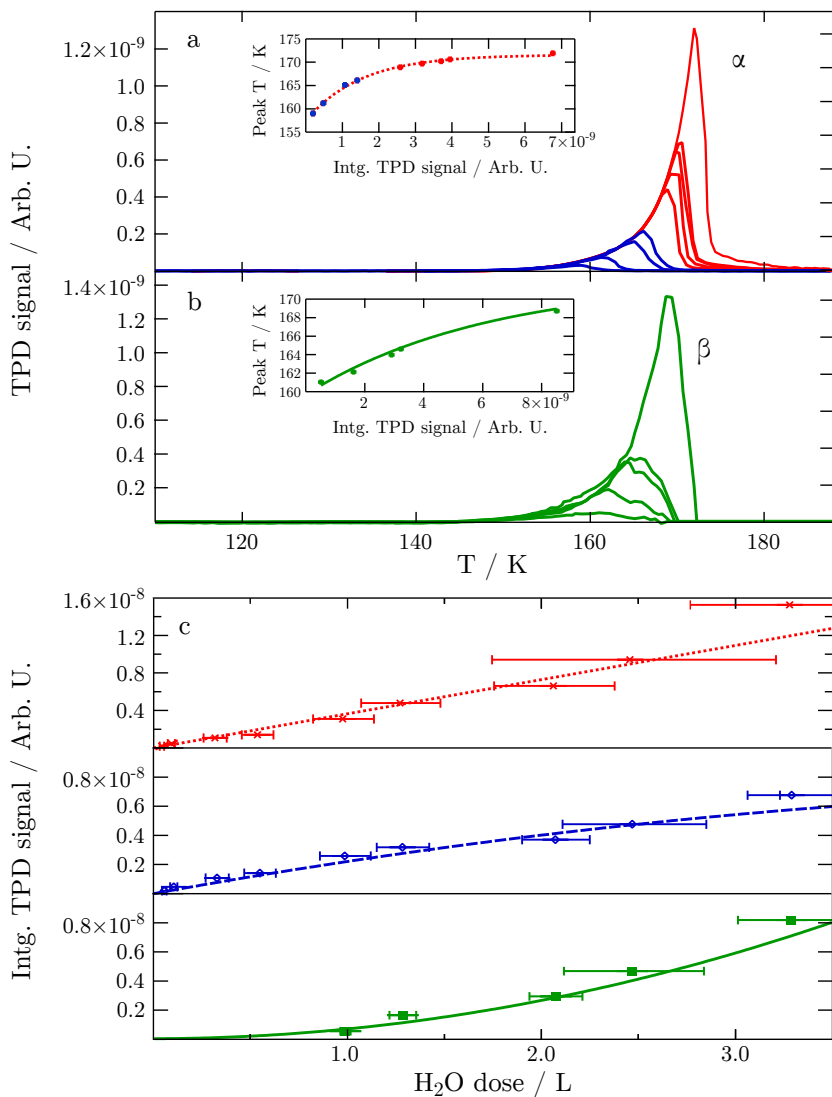 a
1.2×10⁻⁹
1.0
0.8
0.6
0.4
0.2
α
175
170
165
160
155
Peak T / K
1 2 3 4 5 6 7×10⁻⁹
Intg. TPD signal / Arb. U.
TPD signal / Arb. U.
b
1.4×10⁻⁹
1.2
1.0
0.8
0.6
0.4
0.2
β
170
168
166
164
162
160
Peak T / K
2 4 6 8×10⁻⁹
Intg. TPD signal / Arb. U.
120 140 160 180
T / K
c
1.6×10⁻⁸
1.2
0.8
0.4
0.8×10⁻⁸
0.6
0.4
0.2
0.8×10⁻⁸
0.6
0.4
0.2
Intg. TPD signal / Arb. U.
1.0 2.0 3.0
H₂O dose / L